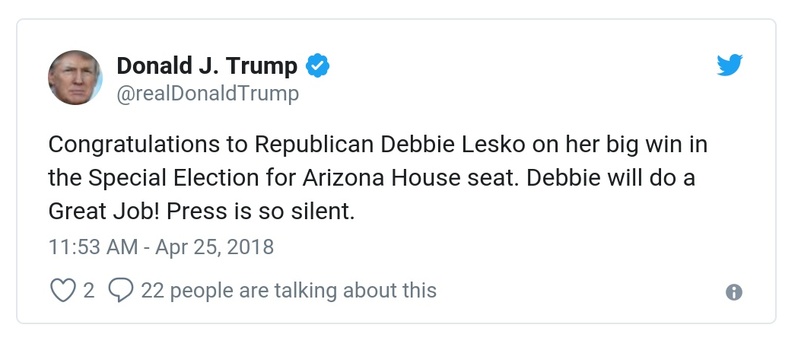 Donald J. Trump
@realDonaldTrump
Congratulations to Republican Debbie Lesko on her big win in
the Special Election for Arizona House seat. Debbie will do a
Great Job! Press is so silent.
11:53 AM - Apr 25, 2018
2 22 people are talking about this